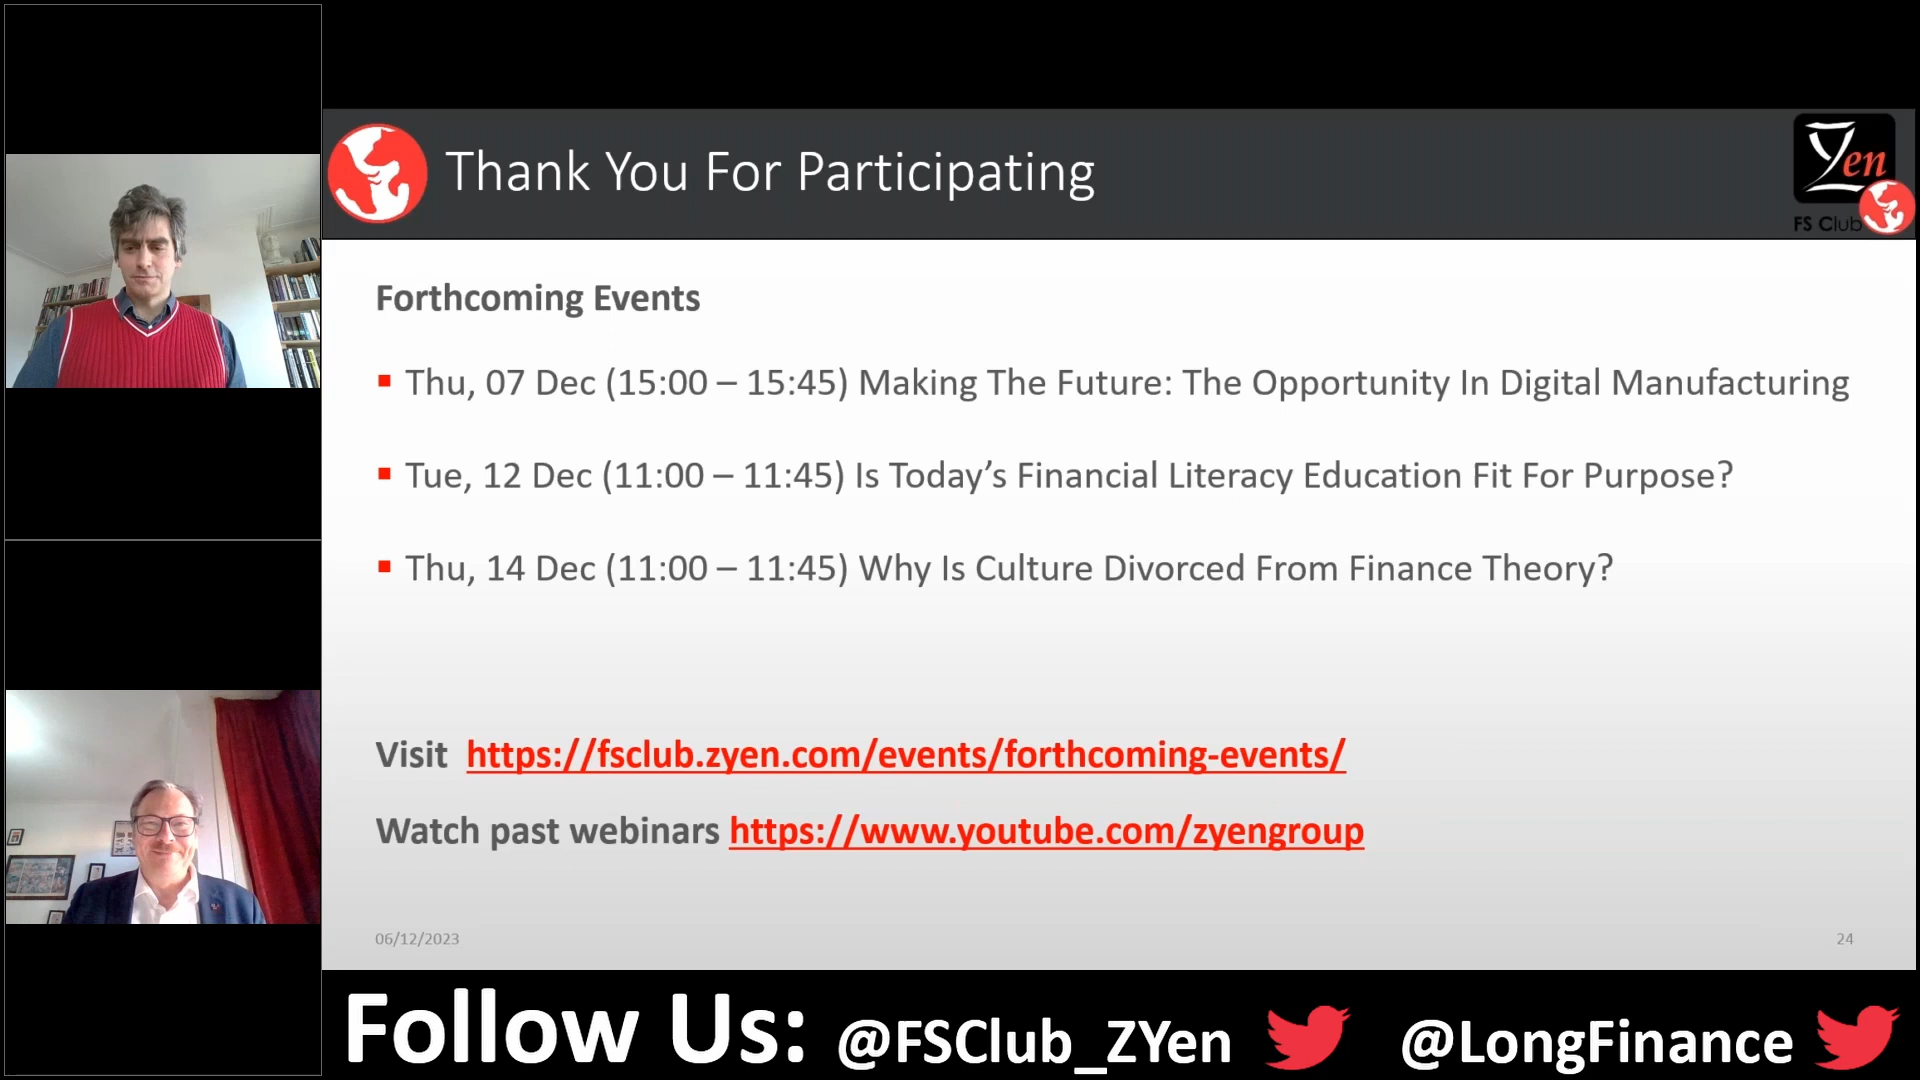 Thank You For Participating
Zen
FS Club
Forthcoming Events
Thu, 07 Dec (15:00 – 15:45) Making The Future: The Opportunity In Digital Manufacturing
Tue, 12 Dec (11:00 – 11:45) Is Today’s Financial Literacy Education Fit For Purpose?
Thu, 14 Dec (11:00 – 11:45) Why Is Culture Divorced From Finance Theory?
Visit https://fsclub.zyen.com/events/forthcoming-events/
Watch past webinars https://www.youtube.com/zyengroup
06/12/2023
24
Follow Us: @FSClub_ZYen @LongFinance